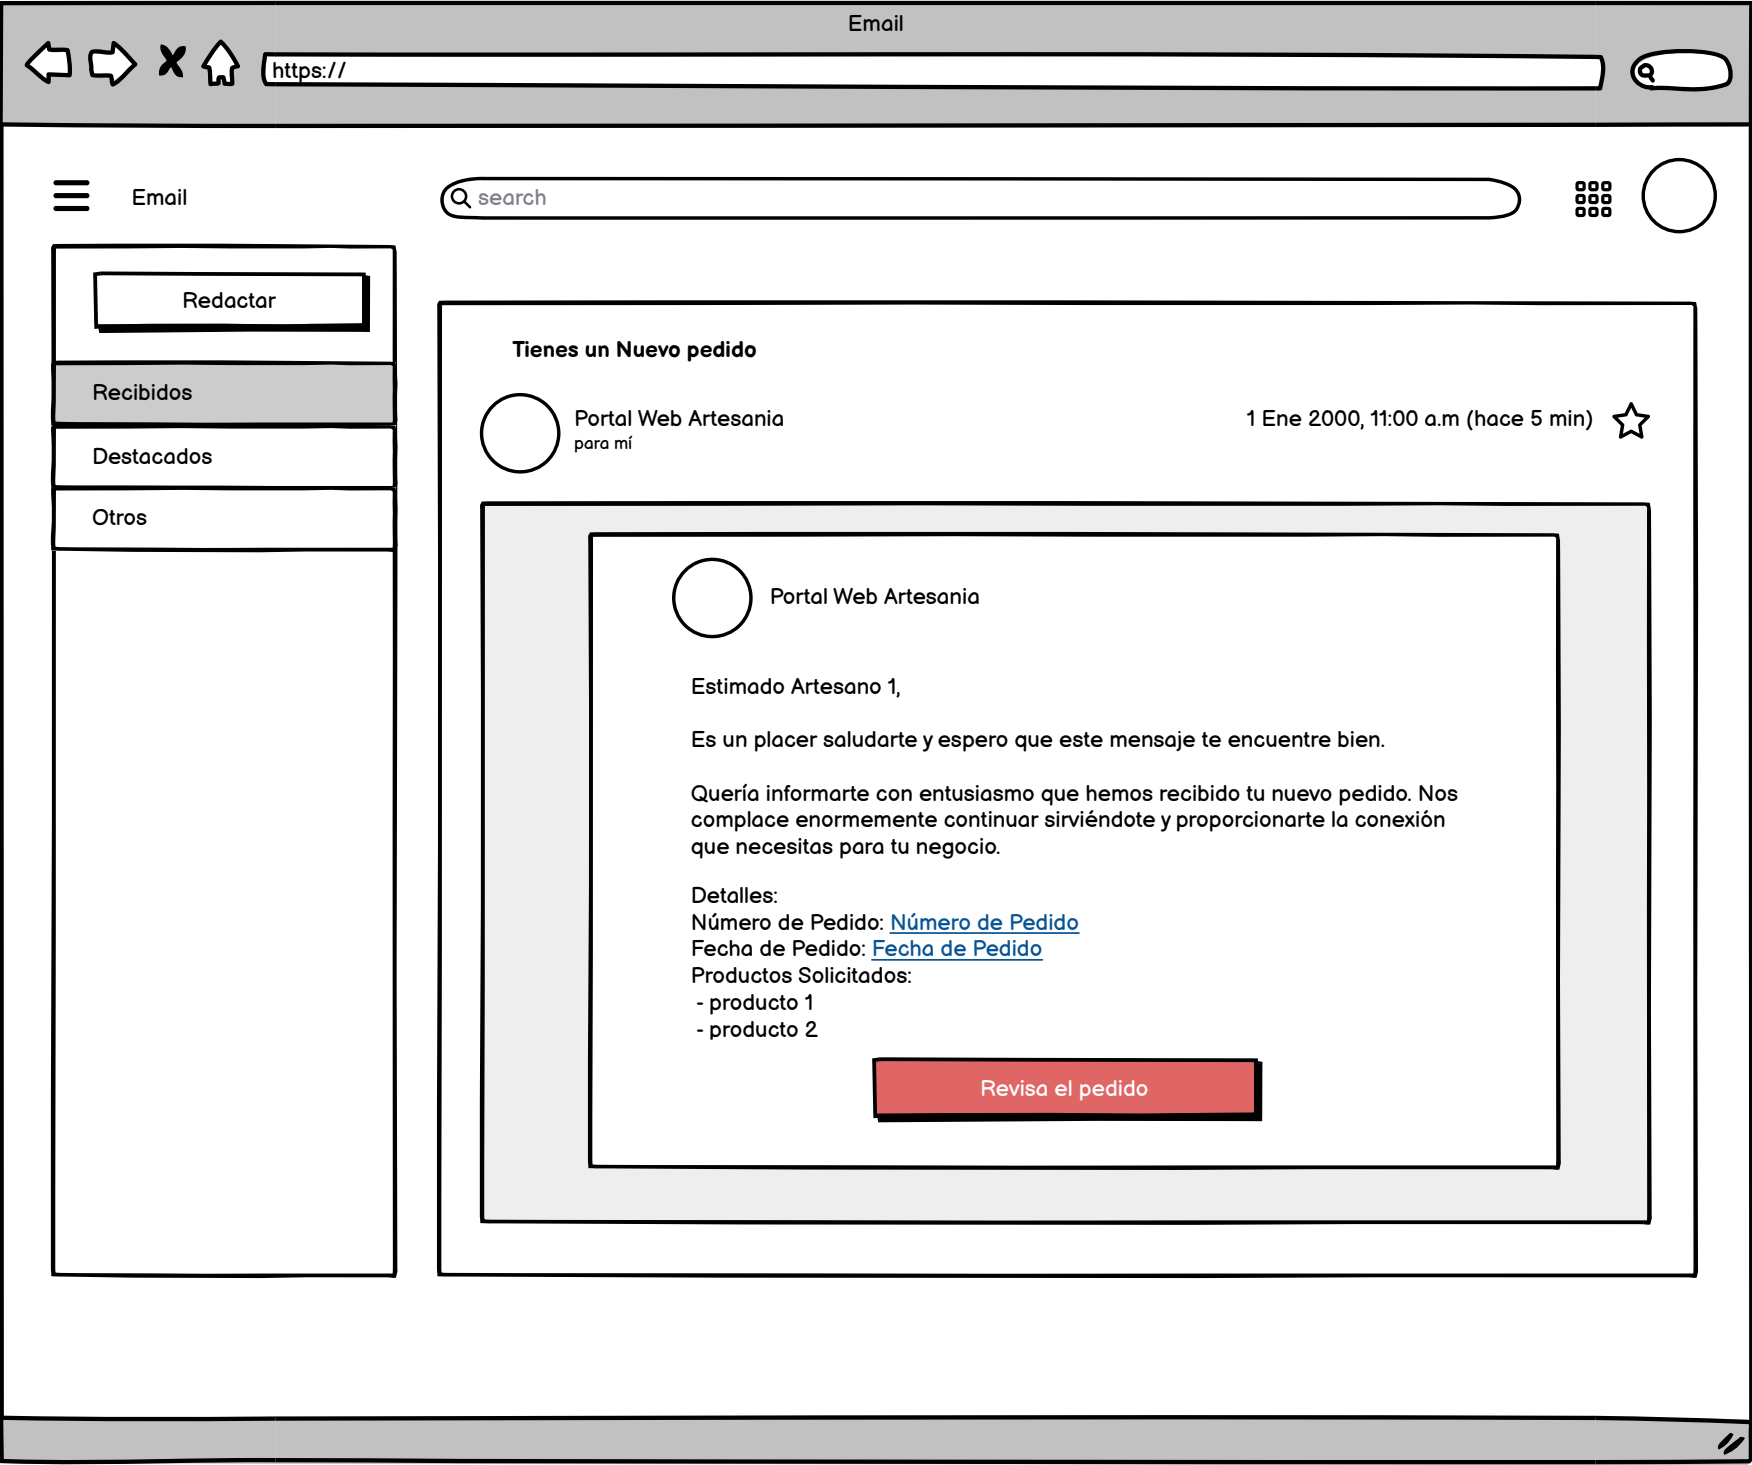 Email
https://
Email
search
Redactar
Recibidos
Destacados
Otros
Tienes un Nuevo pedido
Portal Web Artesania
para mí
1 Ene 2000, 11:00 a.m (hace 5 min)
Portal Web Artesania
Estimado Artesano 1,
Es un placer saludarte y espero que este mensaje te encuentre bien.
Quería informarte con entusiasmo que hemos recibido tu nuevo pedido. Nos
complace enormemente continuar sirviéndote y proporcionarte la conexión
que necesitas para tu negocio.
Detalles:
Número de Pedido: Número de Pedido
Fecha de Pedido: Fecha de Pedido
Productos Solicitados:
- producto 1
- producto 2
Revisa el pedido